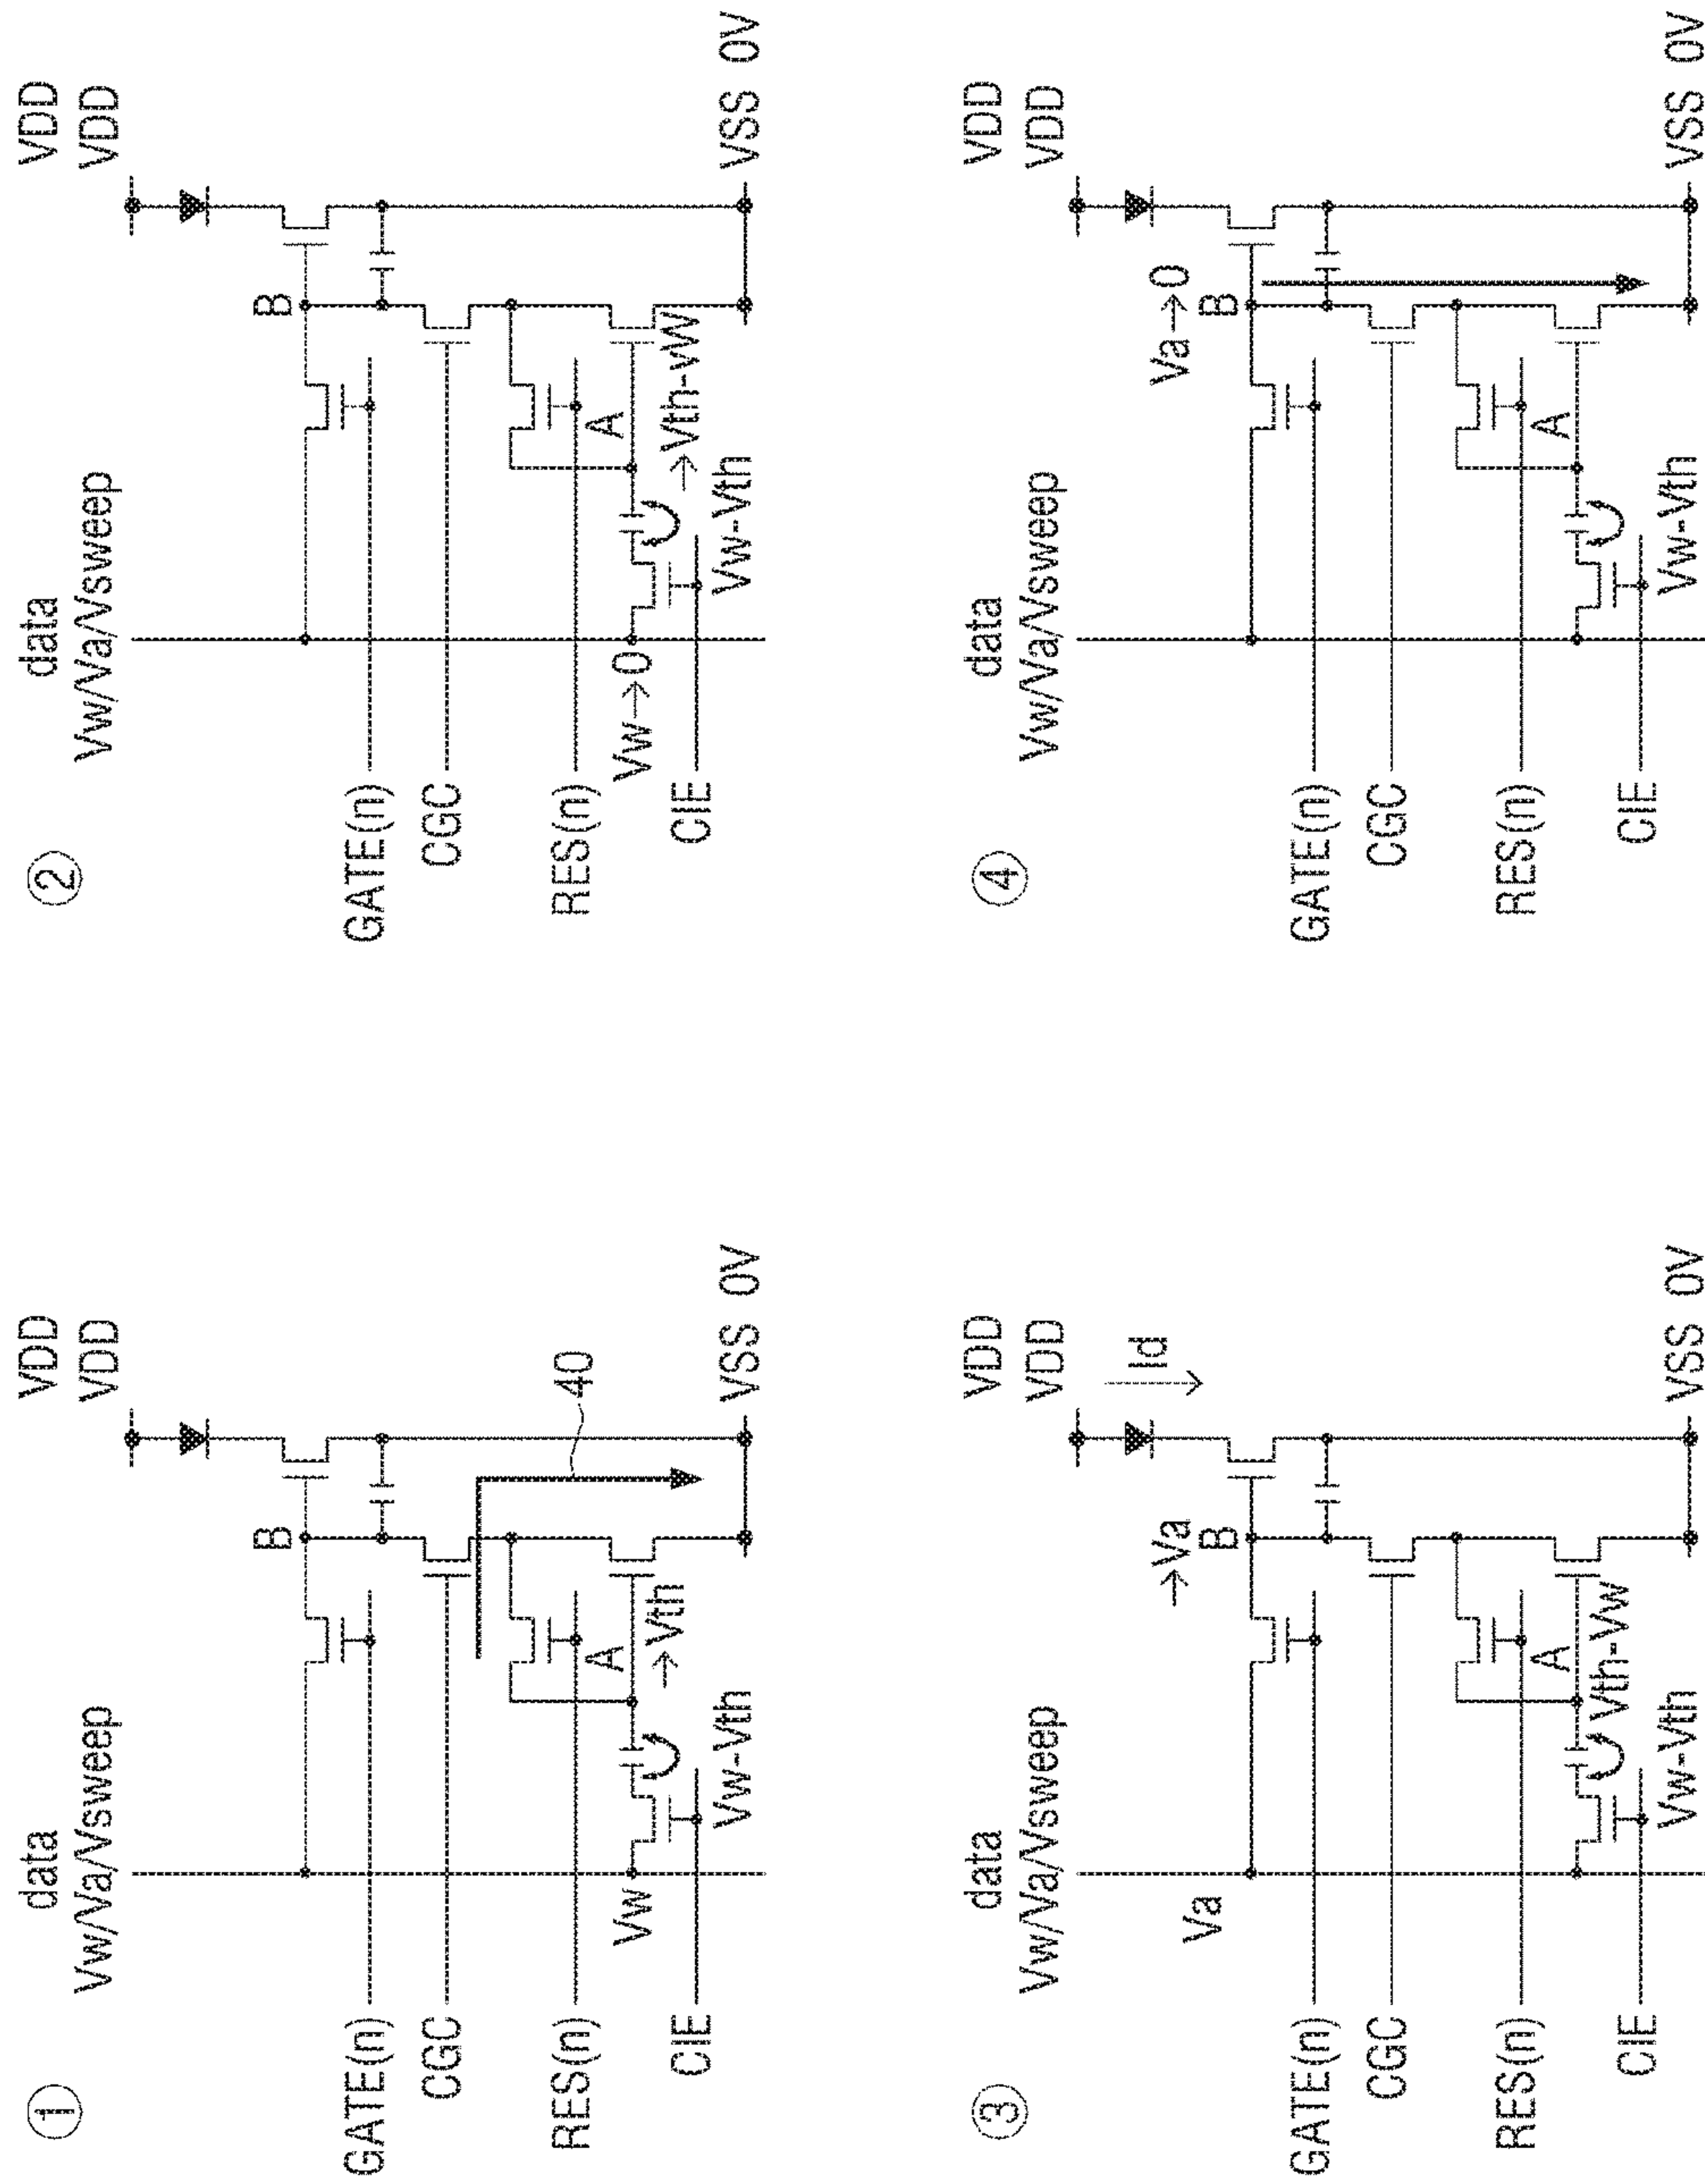 ①
data
Vw/Va/Vsweep
VDD
VDD
GATE(n)
B
CGC
RES(n)
40
A
Vw
→Vth
CIE
Vw-Vth
VSS 0V
②
data
Vw/Va/Vsweep
VDD
VDD
GATE(n)
B
CGC
RES(n)
A
Vw→0
→Vth-vW
CIE
Vw-Vth
VSS 0V
③
data
Vw/Va/Vsweep
VDD
VDD
Id
Va
→Va
B
GATE(n)
CGC
RES(n)
A
Vth-Vw
CIE
Vw-Vth
VSS 0V
④
data
Vw/Va/Vsweep
VDD
VDD
Va→0
B
GATE(n)
CGC
RES(n)
A
CIE
Vw-Vth
VSS 0V